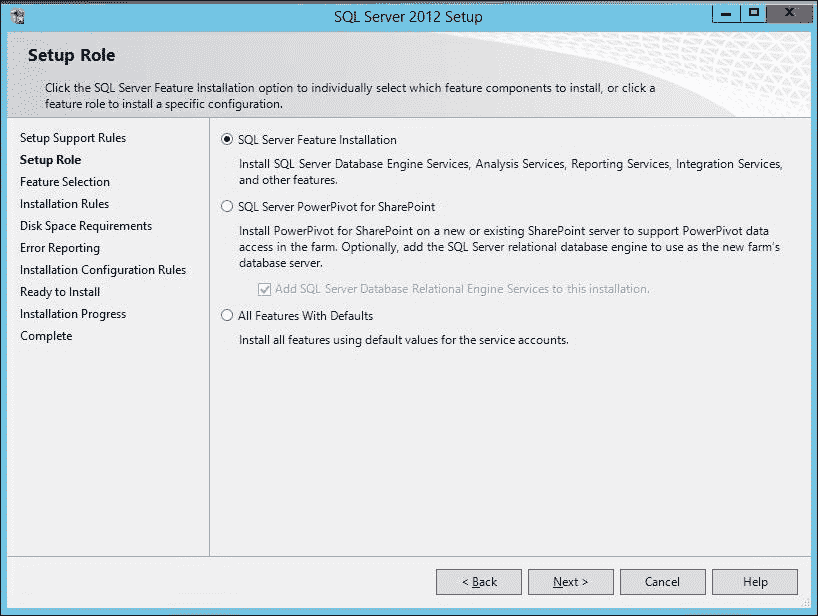 SQL Server 2012 Setup
Setup Role
Click the SQL Server Feature Installation option to individually select which feature components to install, or click a
feature role to install a specific configuration.
Setup Support Rules
Setup Role
Feature Selection
Installation Rules
Disk Space Requirements
Error Reporting
Installation Configuration Rules
Ready to Install
Installation Progress
Complete
SQL Server Feature Installation
Install SQL Server Database Engine Services, Analysis Services, Reporting Services, Integration Services,
and other features.
SQL Server PowerPivot for SharePoint
Install PowerPivot for SharePoint on a new or existing SharePoint server to support PowerPivot data
access in the farm. Optionally, add the SQL Server relational database engine to use as the new farm's
database server.
Add SQL Server Database Relational Engine Services to this installation.
All Features With Defaults
Install all features using default values for the service accounts.
< Back
Next >
Cancel
Help